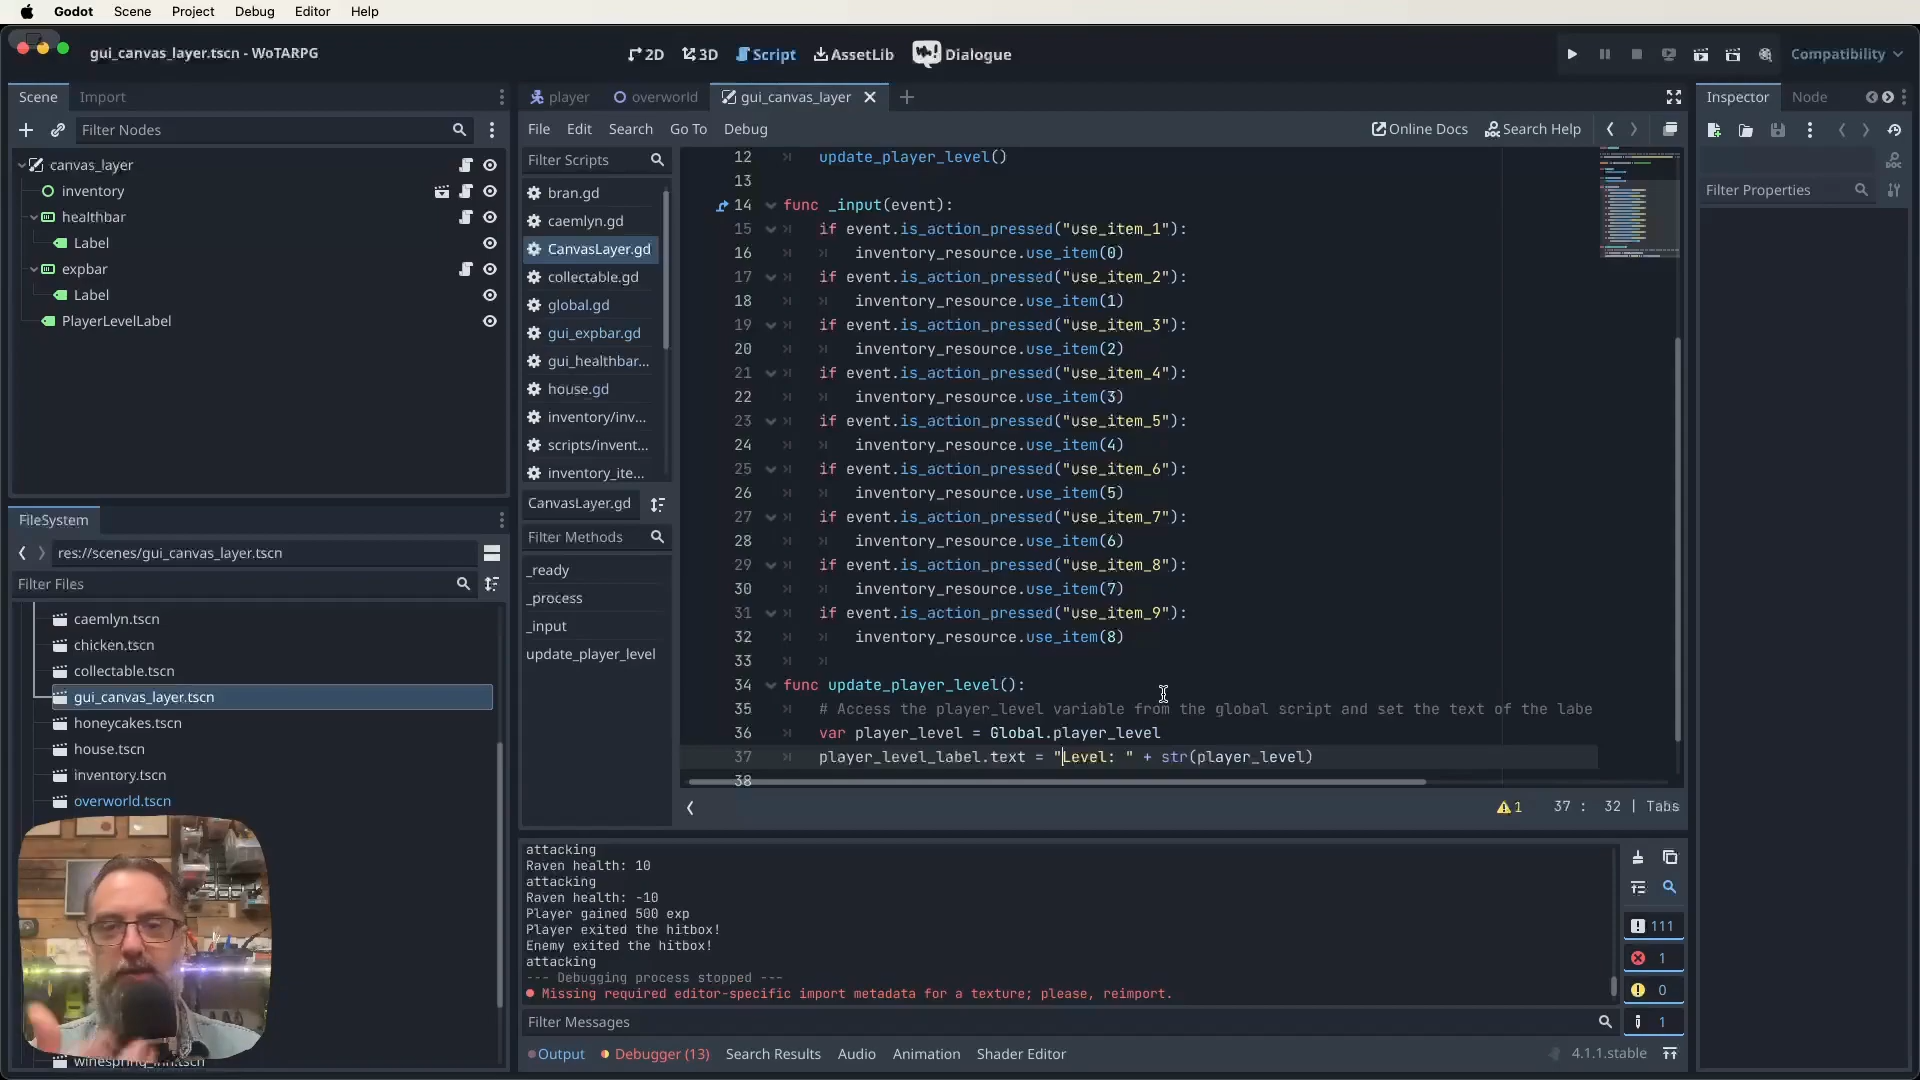 Godot Scene Project Debug Editor Help
gui_canvas_layer.tscn - WoTARPG
2D 3D Script AssetLib Dialogue
Compatibility
Scene Import
Filter Nodes
canvas_layer
inventory
healthbar
Label
expbar
Label
PlayerLevelLabel
FileSystem
res://scenes/gui_canvas_layer.tscn
Filter Files
caemlyn.tscn
chicken.tscn
collectable.tscn
gui_canvas_layer.tscn
honeycakes.tscn
house.tscn
inventory.tscn
overworld.tscn
winespring_inn.tscn
player overworld gui_canvas_layer
File Edit Search Go To Debug
Online Docs Search Help
Filter Scripts
bran.gd
caemlyn.gd
CanvasLayer.gd
collectable.gd
global.gd
gui_expbar.gd
gui_healthbar...
house.gd
inventory/inv...
scripts/invent...
inventory_ite...
CanvasLayer.gd
Filter Methods
_ready
_process
_input
update_player_level
12 update_player_level()
13
14 func _input(event):
15 if event.is_action_pressed("use_item_1"):
16 inventory_resource.use_item(0)
17 if event.is_action_pressed("use_item_2"):
18 inventory_resource.use_item(1)
19 if event.is_action_pressed("use_item_3"):
20 inventory_resource.use_item(2)
21 if event.is_action_pressed("use_item_4"):
22 inventory_resource.use_item(3)
23 if event.is_action_pressed("use_item_5"):
24 inventory_resource.use_item(4)
25 if event.is_action_pressed("use_item_6"):
26 inventory_resource.use_item(5)
27 if event.is_action_pressed("use_item_7"):
28 inventory_resource.use_item(6)
29 if event.is_action_pressed("use_item_8"):
30 inventory_resource.use_item(7)
31 if event.is_action_pressed("use_item_9"):
32 inventory_resource.use_item(8)
33
34 func update_player_level():
35 # Access the player_level variable from the global script and set the text of the labe
36 var player_level = Global.player_level
37 player_level_label.text = "Level: " + str(player_level)
38
1 37 : 32 | Tabs
attacking
Raven health: 10
attacking
Raven health: -10
Player gained 500 exp
Player exited the hitbox!
Enemy exited the hitbox!
attacking
--- Debugging process stopped ---
Missing required editor-specific import metadata for a texture; please, reimport.
Filter Messages
111
1
0
1
Output Debugger (13) Search Results Audio Animation Shader Editor
4.1.1.stable
Inspector Node
Filter Properties